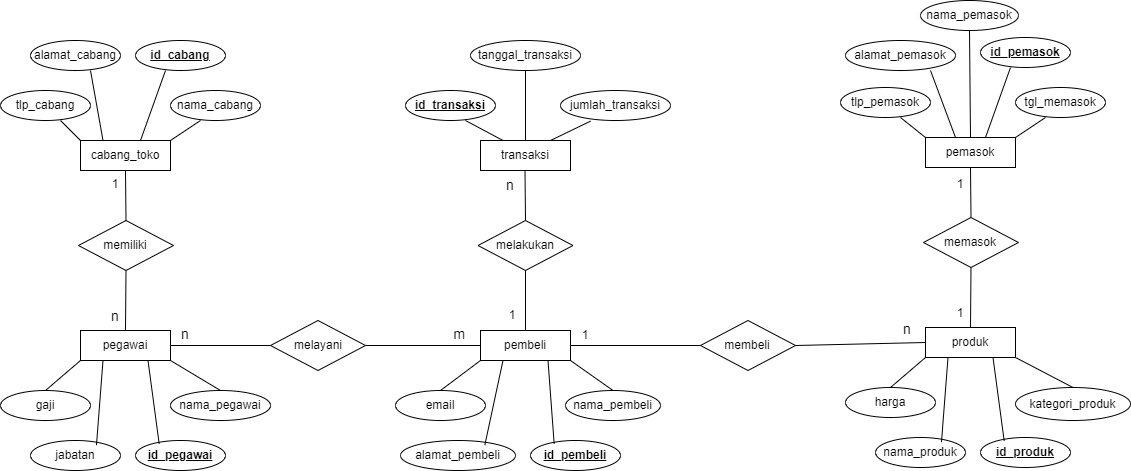 nama_pemasok
alamat_cabang
id_cabang
tanggal_transaksi
alamat_pemasok
id_pemasok
tlp_cabang
nama_cabang
id_transaksi
jumlah_transaksi
tlp_pemasok
tgl_memasok
cabang_toko
transaksi
pemasok
1
n
1
memiliki
melakukan
memasok
n
1
1
pegawai
n
melayani
m
pembeli
1
membeli
n
produk
gaji
nama_pegawai
email
nama_pembeli
harga
kategori_produk
jabatan
id_pegawai
alamat_pembeli
id_pembeli
nama_produk
id_produk